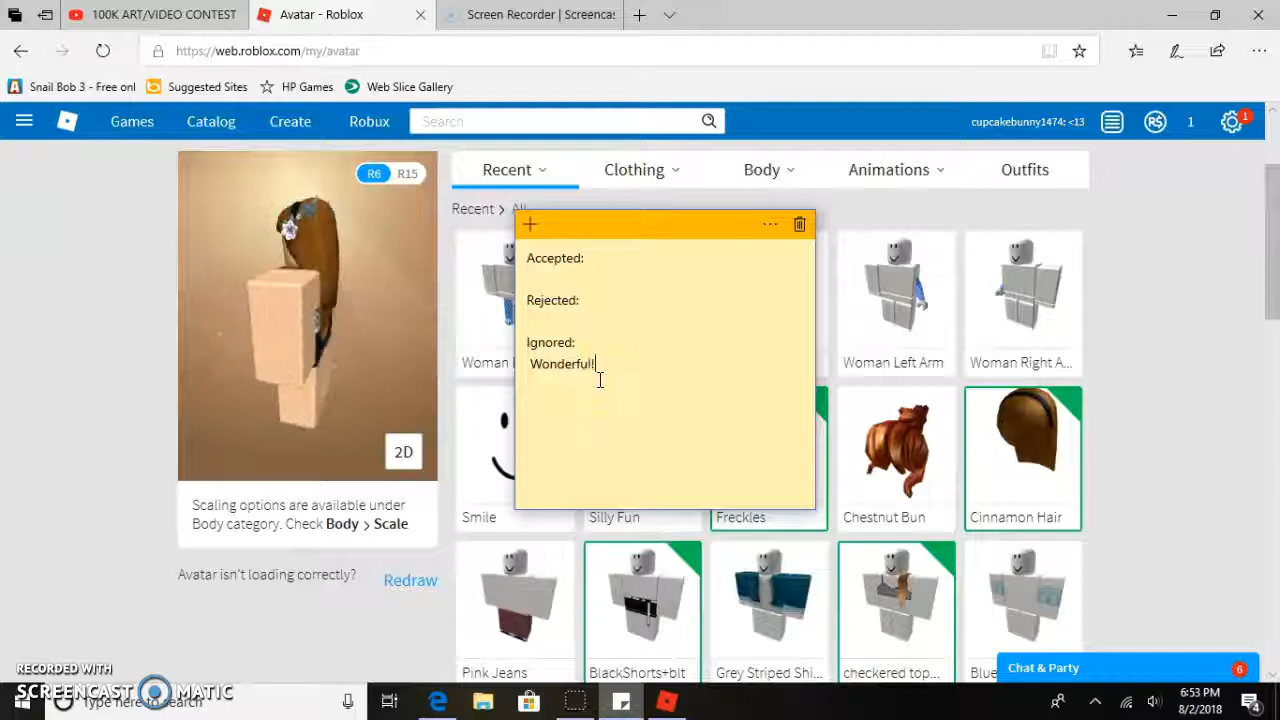 100K ART/VIDEO CONTEST
Avatar - Roblox
Screen Recorder | Screencas
https://web.roblox.com/my/avatar
Snail Bob 3 - Free onl
Suggested Sites
HP Games
Web Slice Gallery
Games
Catalog
Create
Robux
Search
cupcakebunny1474: <13
R$
1
1
R6
R15
2D
Scaling options are available under
Body category. Check Body > Scale
Avatar isn't loading correctly?
Redraw
Recent
Clothing
Body
Animations
Outfits
Recent > All
Accepted:
Rejected:
Ignored:
Wonderful!
Woman Left Arm
Woman Right A...
Smile
Silly Fun
Freckles
Chestnut Bun
Cinnamon Hair
Pink Jeans
BlackShorts+blt
Grey Striped Shi...
checkered top...
Chat & Party
6
RECORDED WITH
SCREENCAST MATIC
Type here to search
6:53 PM
8/2/2018
4